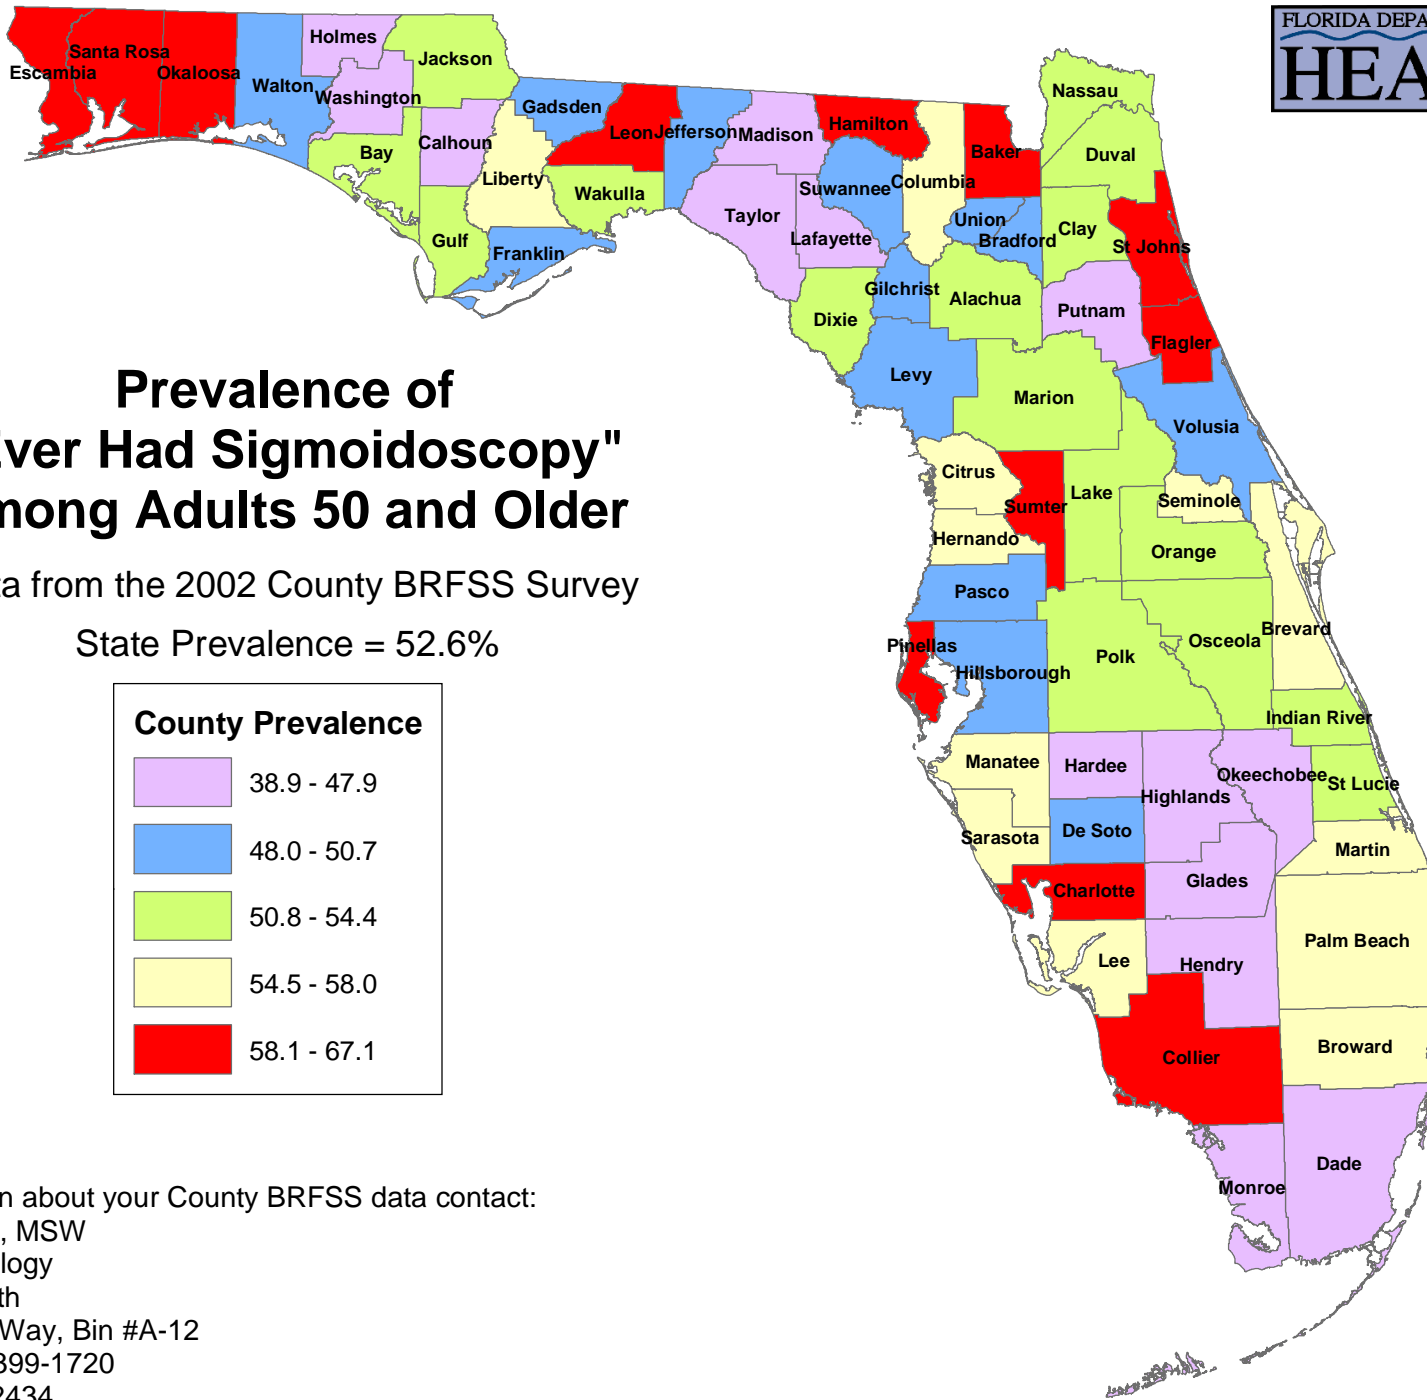 FLORIDA DEPA
HEA
Holmes
Santa Rosa
Jackson
Escambia
Okaloosa
Walton
Washington
Nassau
Gadsden
Leon
Jefferson
Madison
Hamilton
Calhoun
Bay
Baker
Duval
Liberty
Wakulla
Suwannee
Columbia
Taylor
Union
Bradford
Clay
St Johns
Gulf
Franklin
Lafayette
Gilchrist
Alachua
Putnam
Dixie
Flagler
Levy
Marion
Volusia
Prevalence of
Ever Had Sigmoidoscopy"
mong Adults 50 and Older
ta from the 2002 County BRFSS Survey
State Prevalence = 52.6%
Citrus
Sumter
Lake
Seminole
Hernando
Orange
Pasco
Brevard
Pinellas
Hillsborough
Polk
Osceola
Indian River
Manatee
Hardee
Highlands
Okeechobee
St Lucie
Sarasota
De Soto
Martin
Charlotte
Glades
Palm Beach
Lee
Hendry
Collier
Broward
Dade
Monroe
County Prevalence
38.9 - 47.9
48.0 - 50.7
50.8 - 54.4
54.5 - 58.0
58.1 - 67.1
n about your County BRFSS data contact:
, MSW
logy
th
Way, Bin #A-12
399-1720
2434